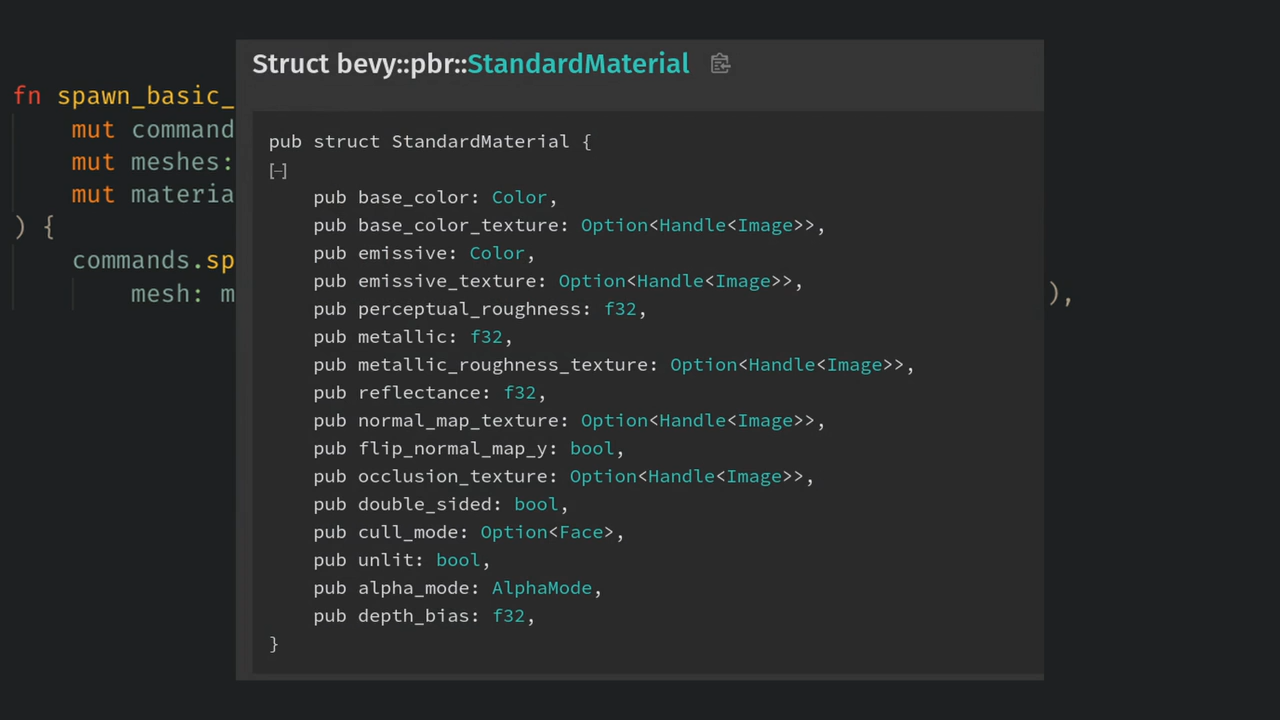 Struct bevy::pbr::StandardMaterial
fn spawn_basic_
mut command
mut meshes:
mut materia
) {
commands.sp
mesh: m
),
pub struct StandardMaterial {
[-]
pub base_color: Color,
pub base_color_texture: Option<Handle<Image>>,
pub emissive: Color,
pub emissive_texture: Option<Handle<Image>>,
pub perceptual_roughness: f32,
pub metallic: f32,
pub metallic_roughness_texture: Option<Handle<Image>>,
pub reflectance: f32,
pub normal_map_texture: Option<Handle<Image>>,
pub flip_normal_map_y: bool,
pub occlusion_texture: Option<Handle<Image>>,
pub double_sided: bool,
pub cull_mode: Option<Face>,
pub unlit: bool,
pub alpha_mode: AlphaMode,
pub depth_bias: f32,
}